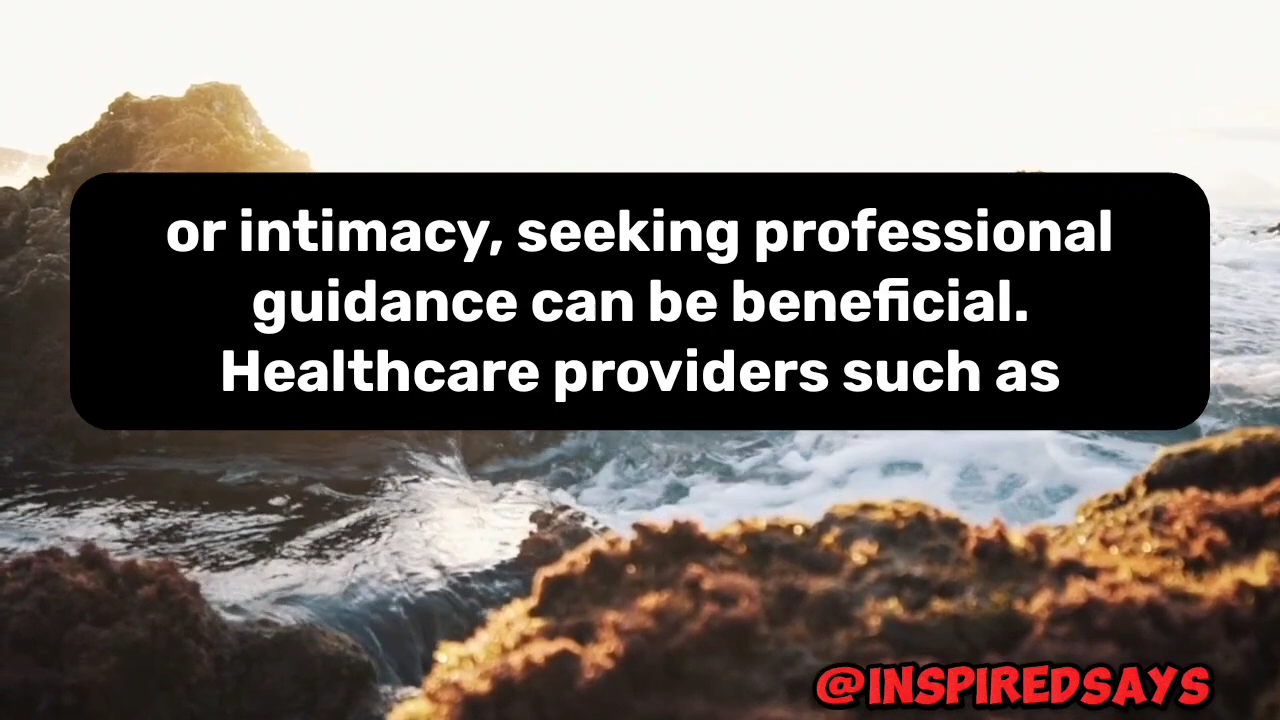 or intimacy, seeking professional
guidance can be beneficial.
Healthcare providers such as
@INSPIREDSAYS